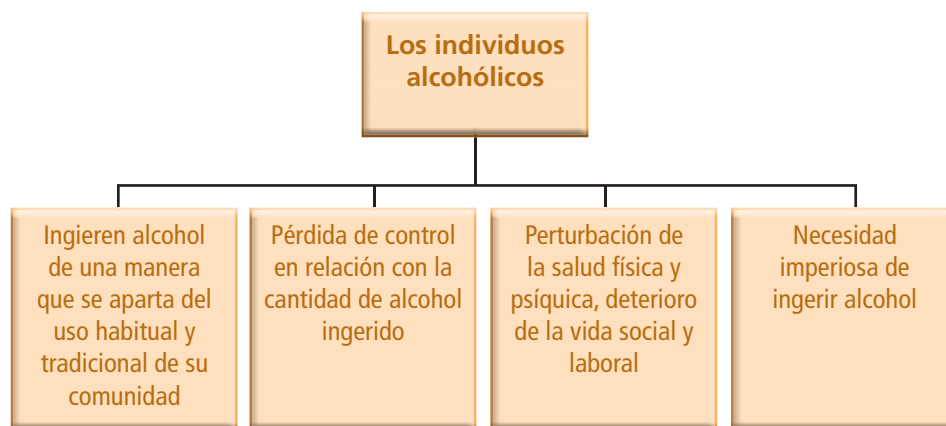 Los individuos
alcohólicos
Ingieren alcohol
de una manera
que se aparta del
uso habitual y
tradicional de su
comunidad
Pérdida de control
en relación con la
cantidad de alcohol
ingerido
Perturbación de
la salud física y
psíquica, deterioro
de la vida social y
laboral
Necesidad
imperiosa de
ingerir alcohol